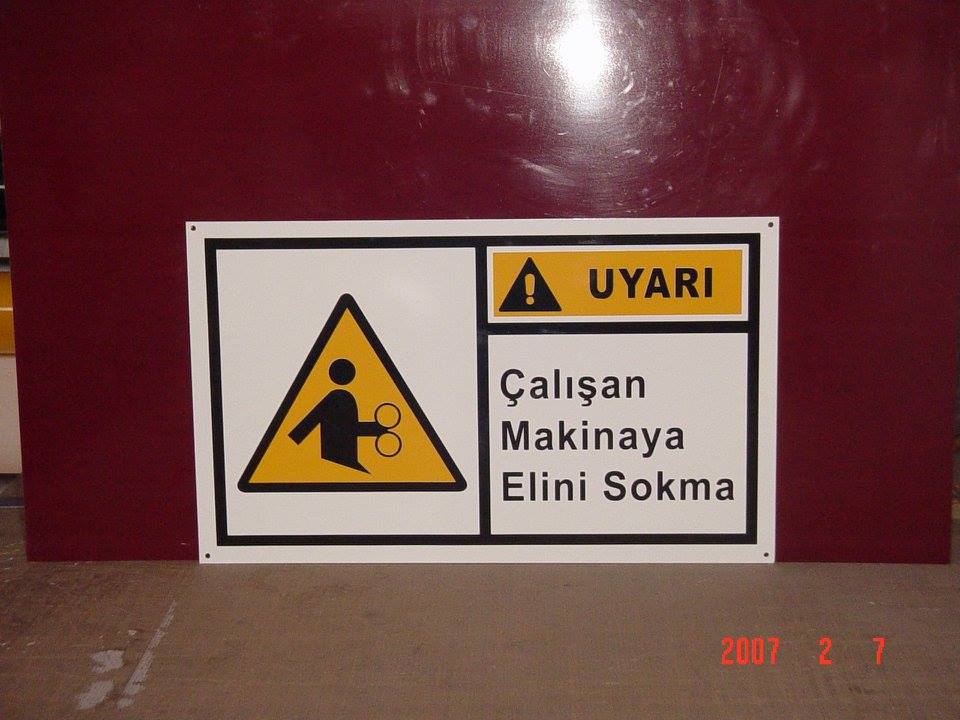 UYARI
Çalışan
Makinaya
Elini Sokma
2007 2 7